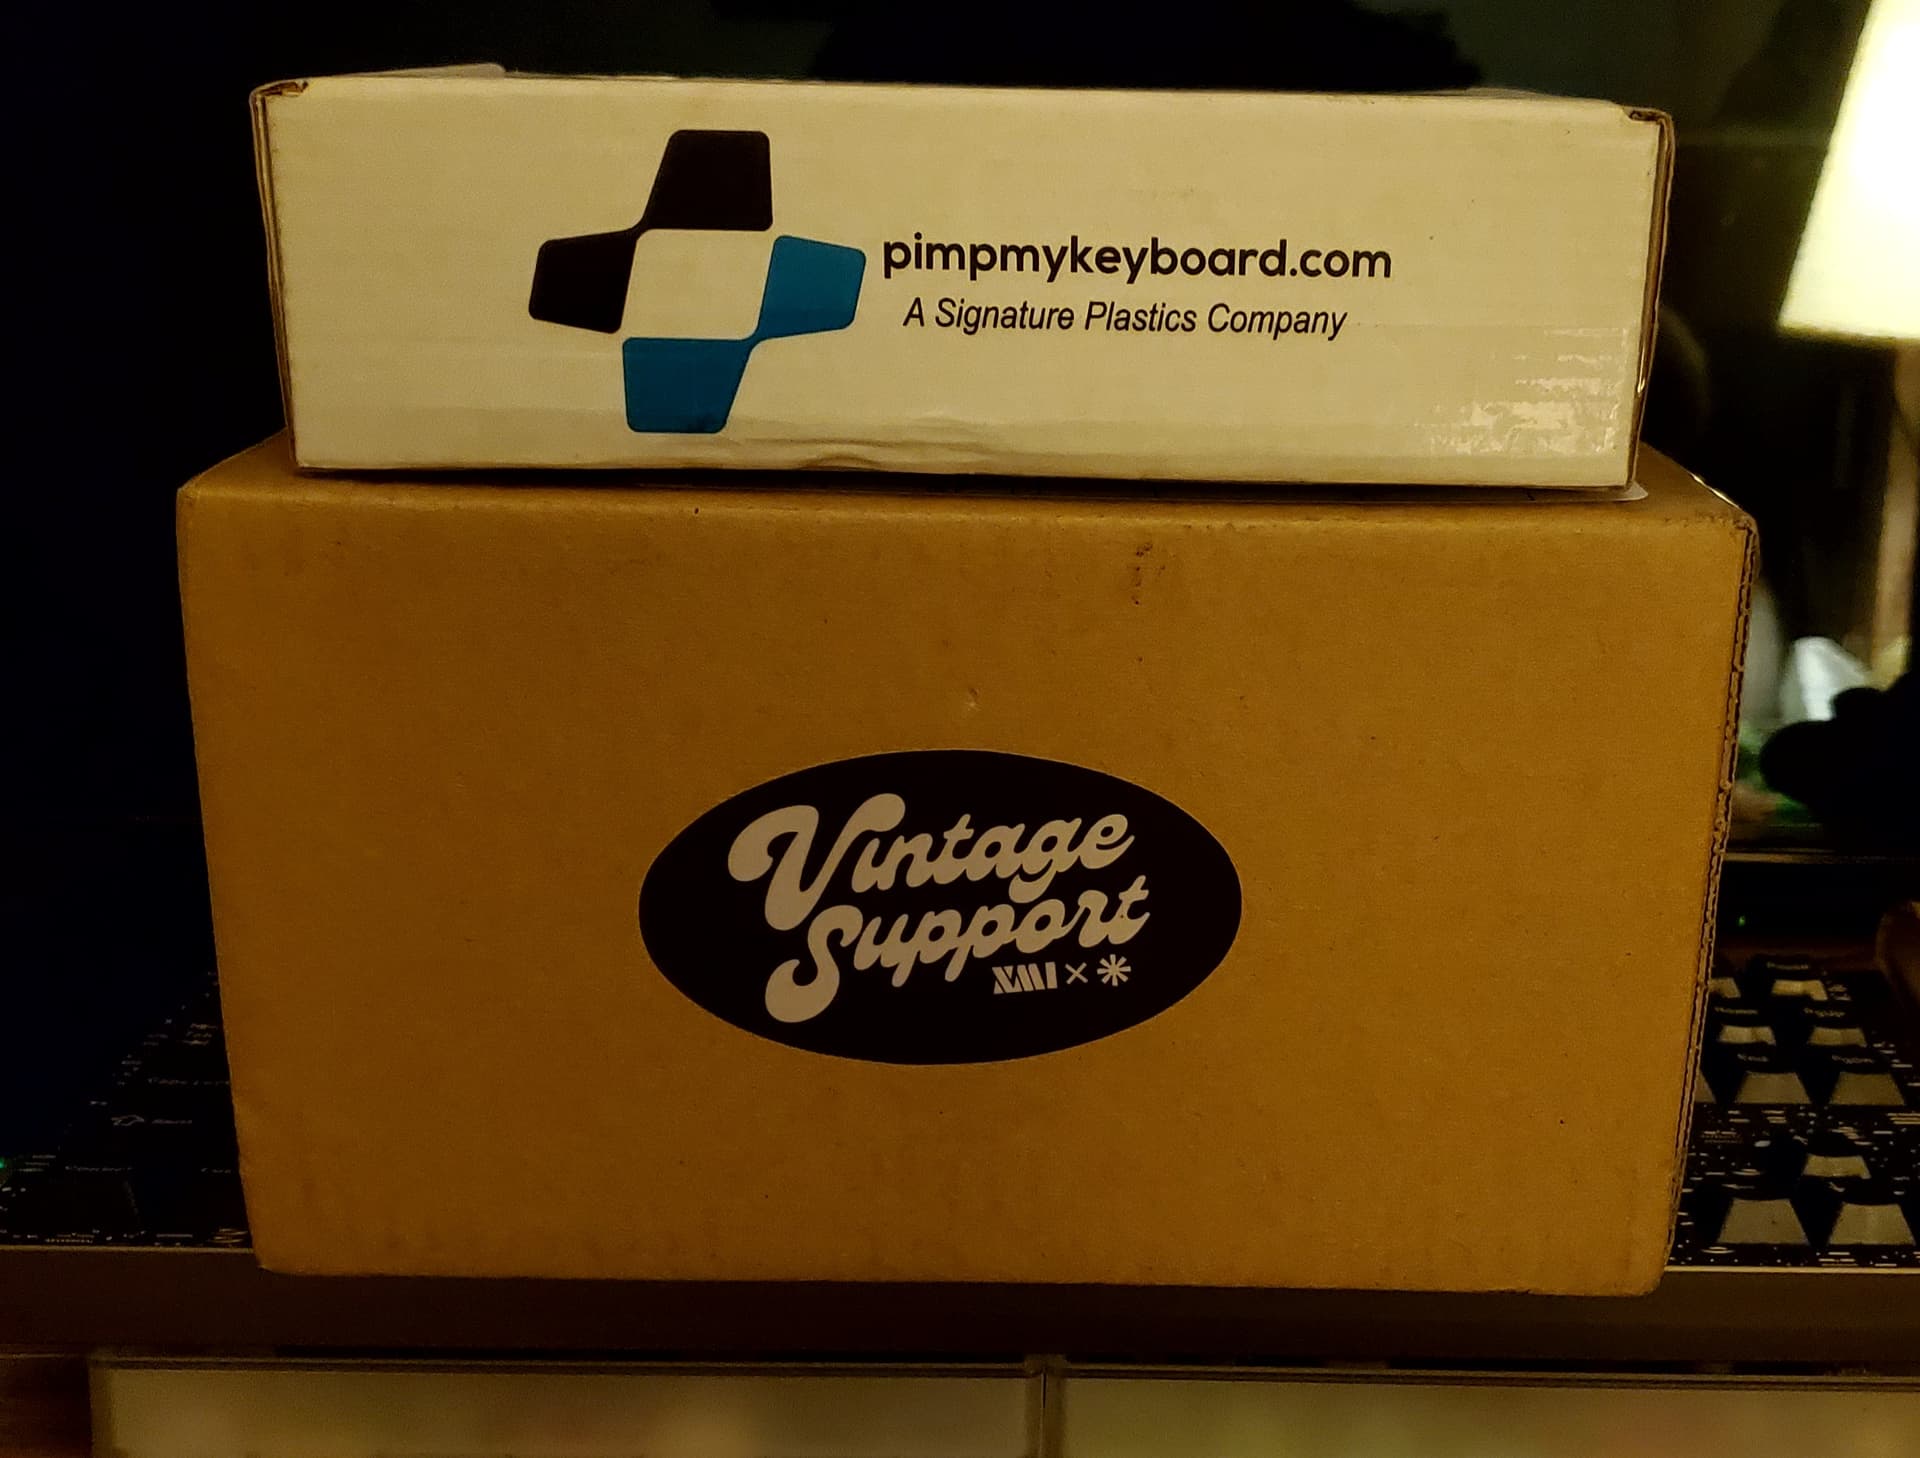 pimpmykeyboard.com
A Signature Plastics Company
Vintage
Support
×